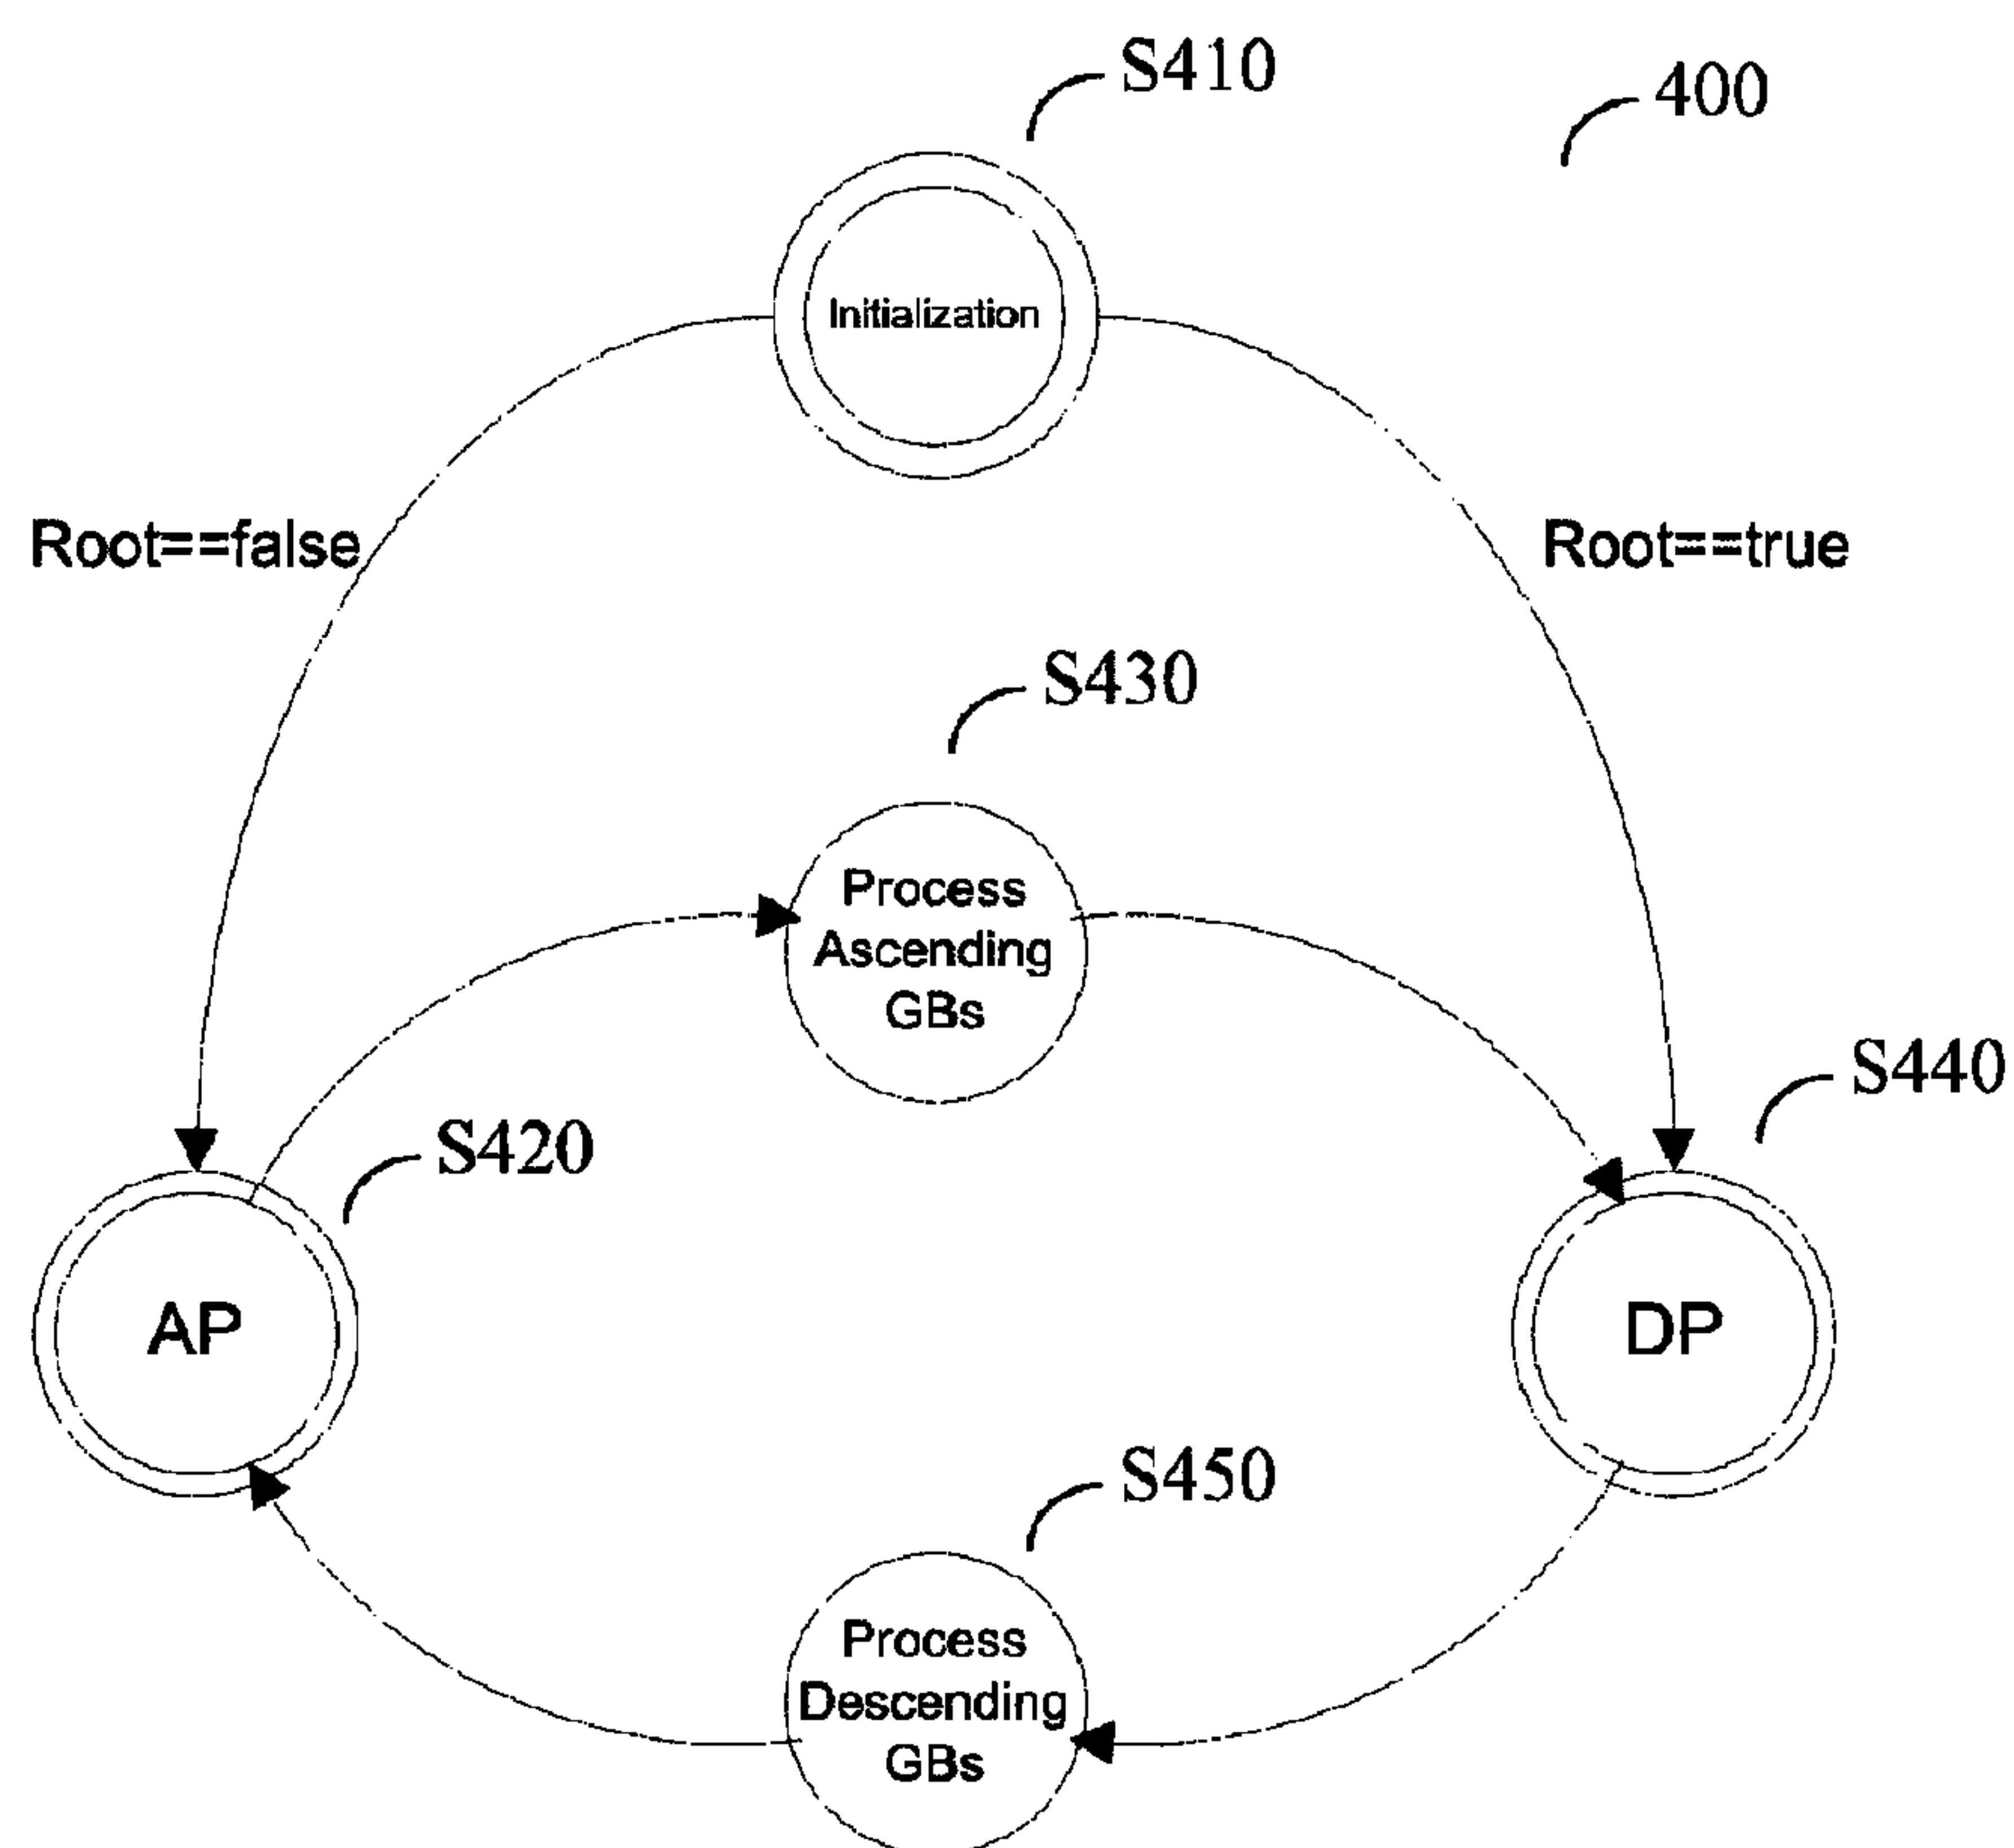 S410
400
Initialization
Root==false
Root==true
S430
Process
Ascending
GBs
S440
S420
AP
DP
S450
Process
Descending
GBs